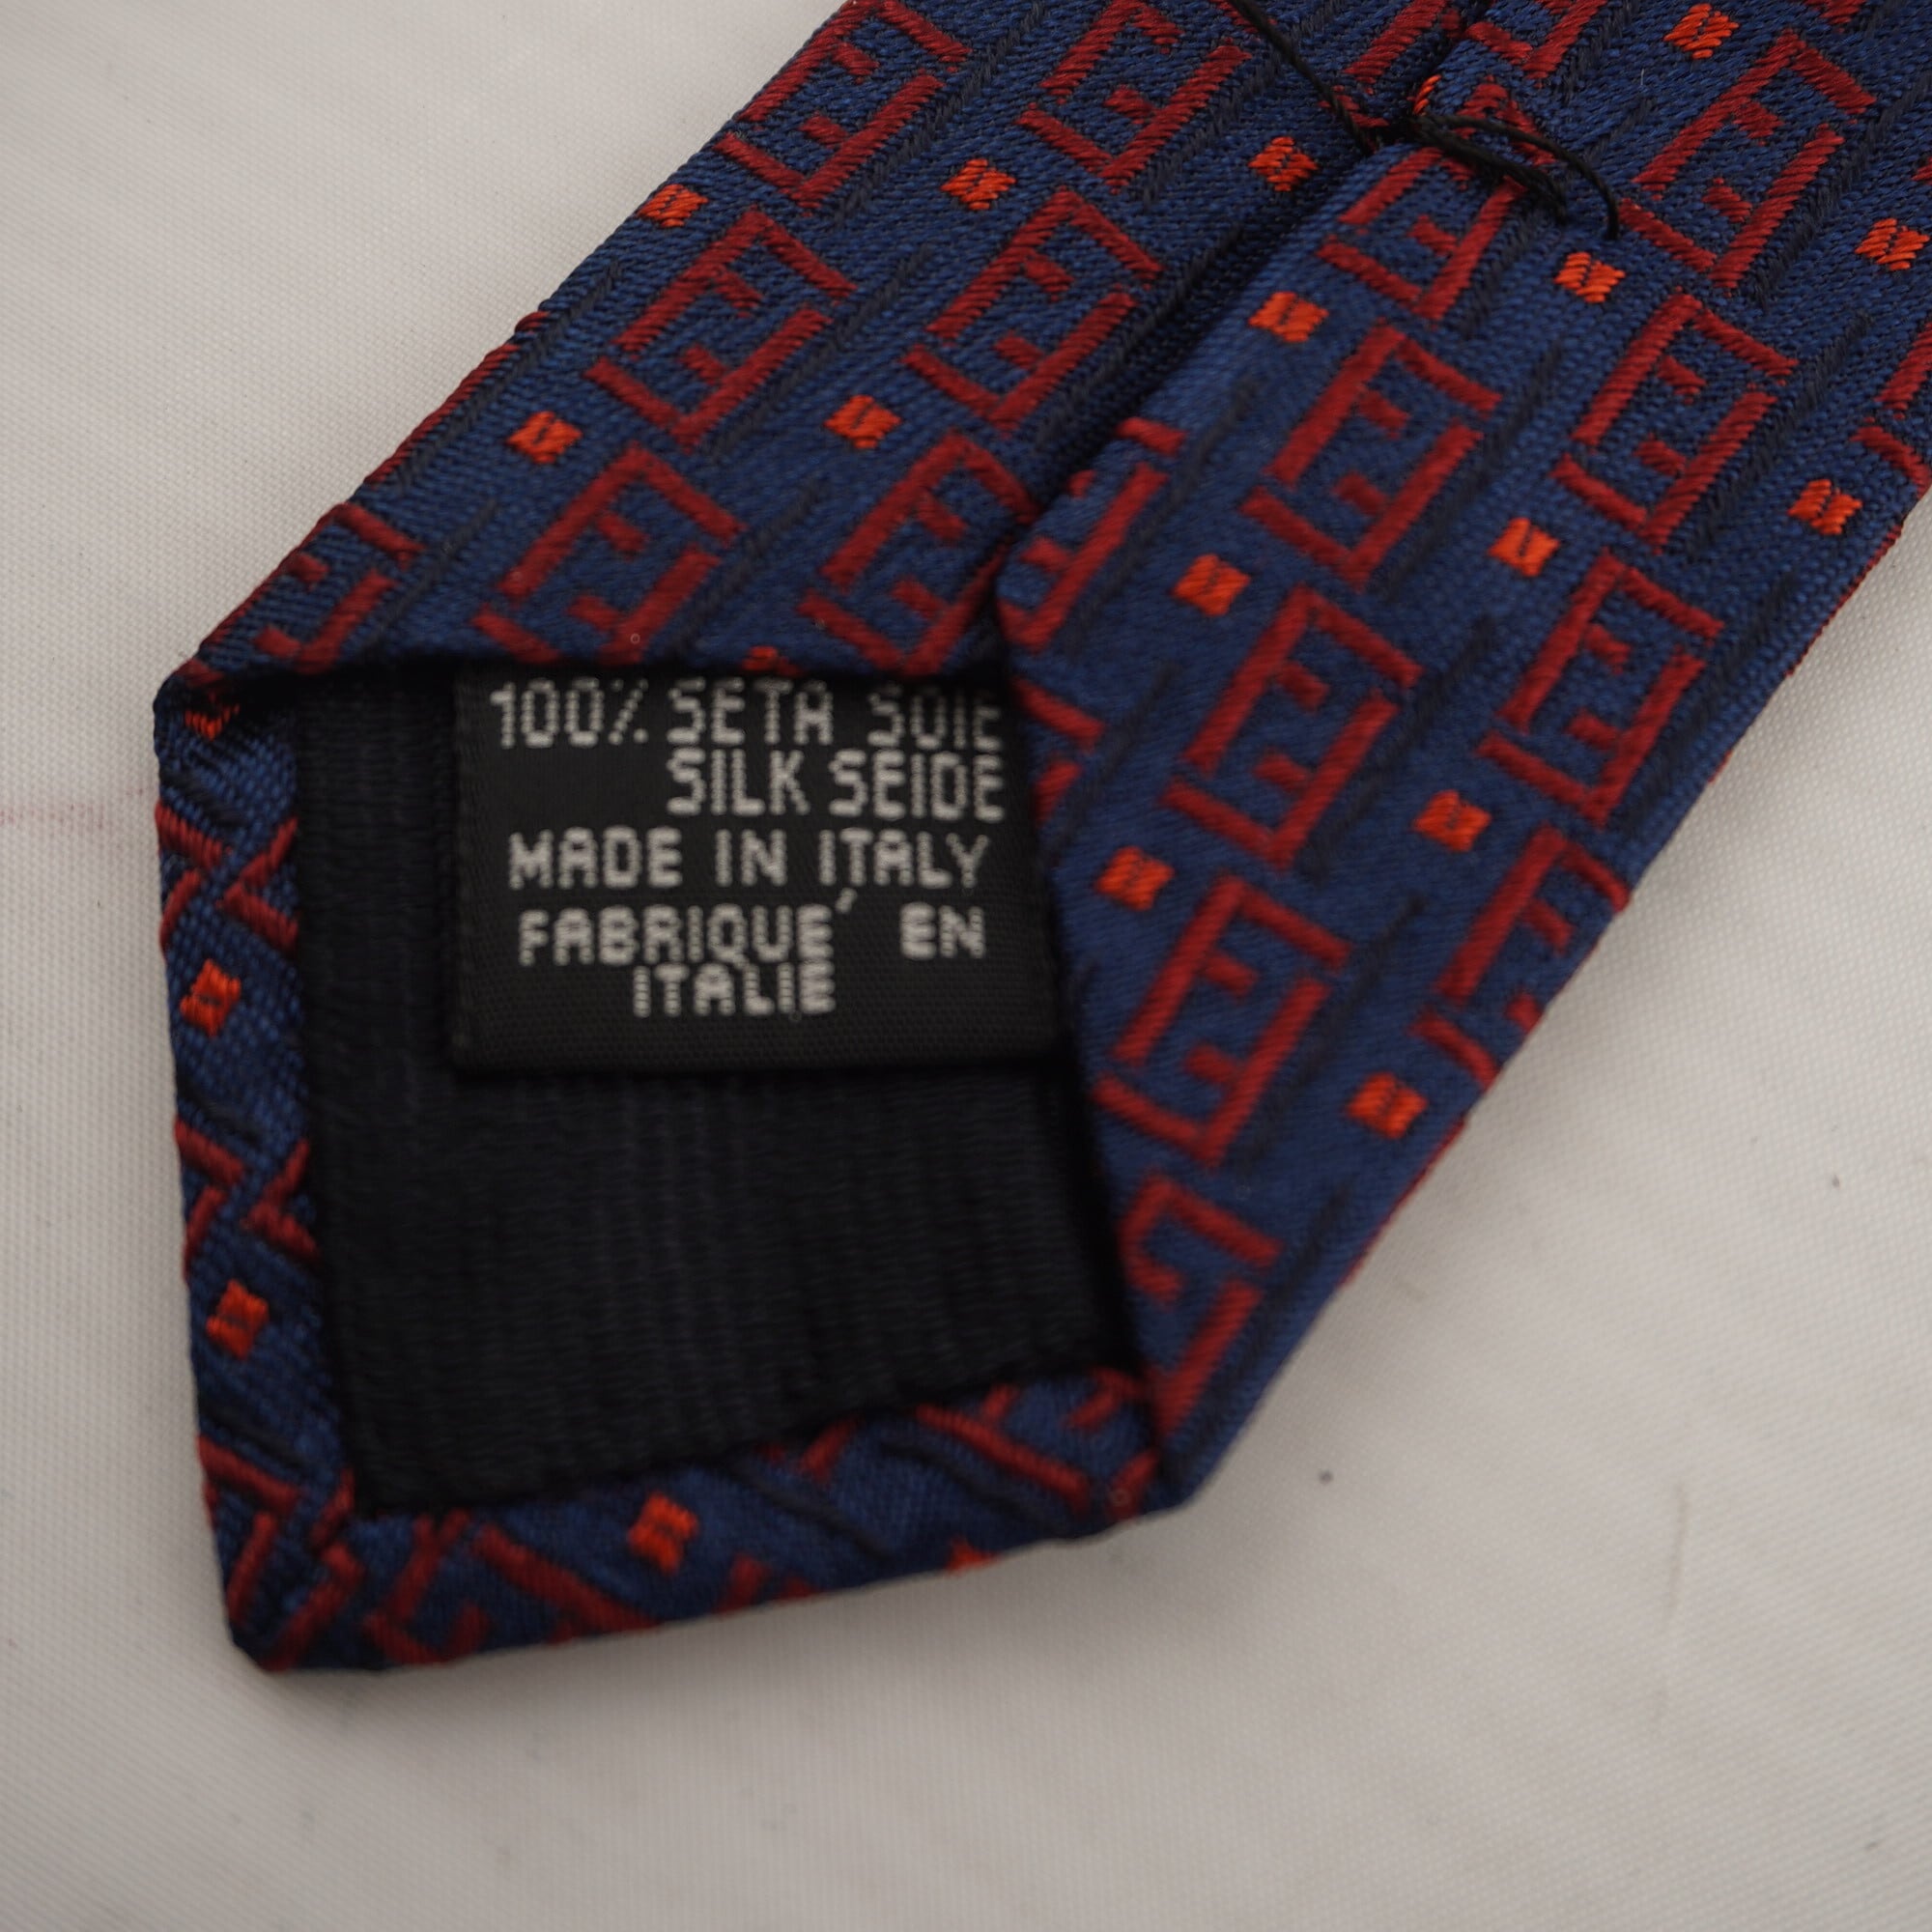 100% SETA SOIE
SILK SEIDE
MADE IN ITALY
FABRIQUE´ EN
ITALIE